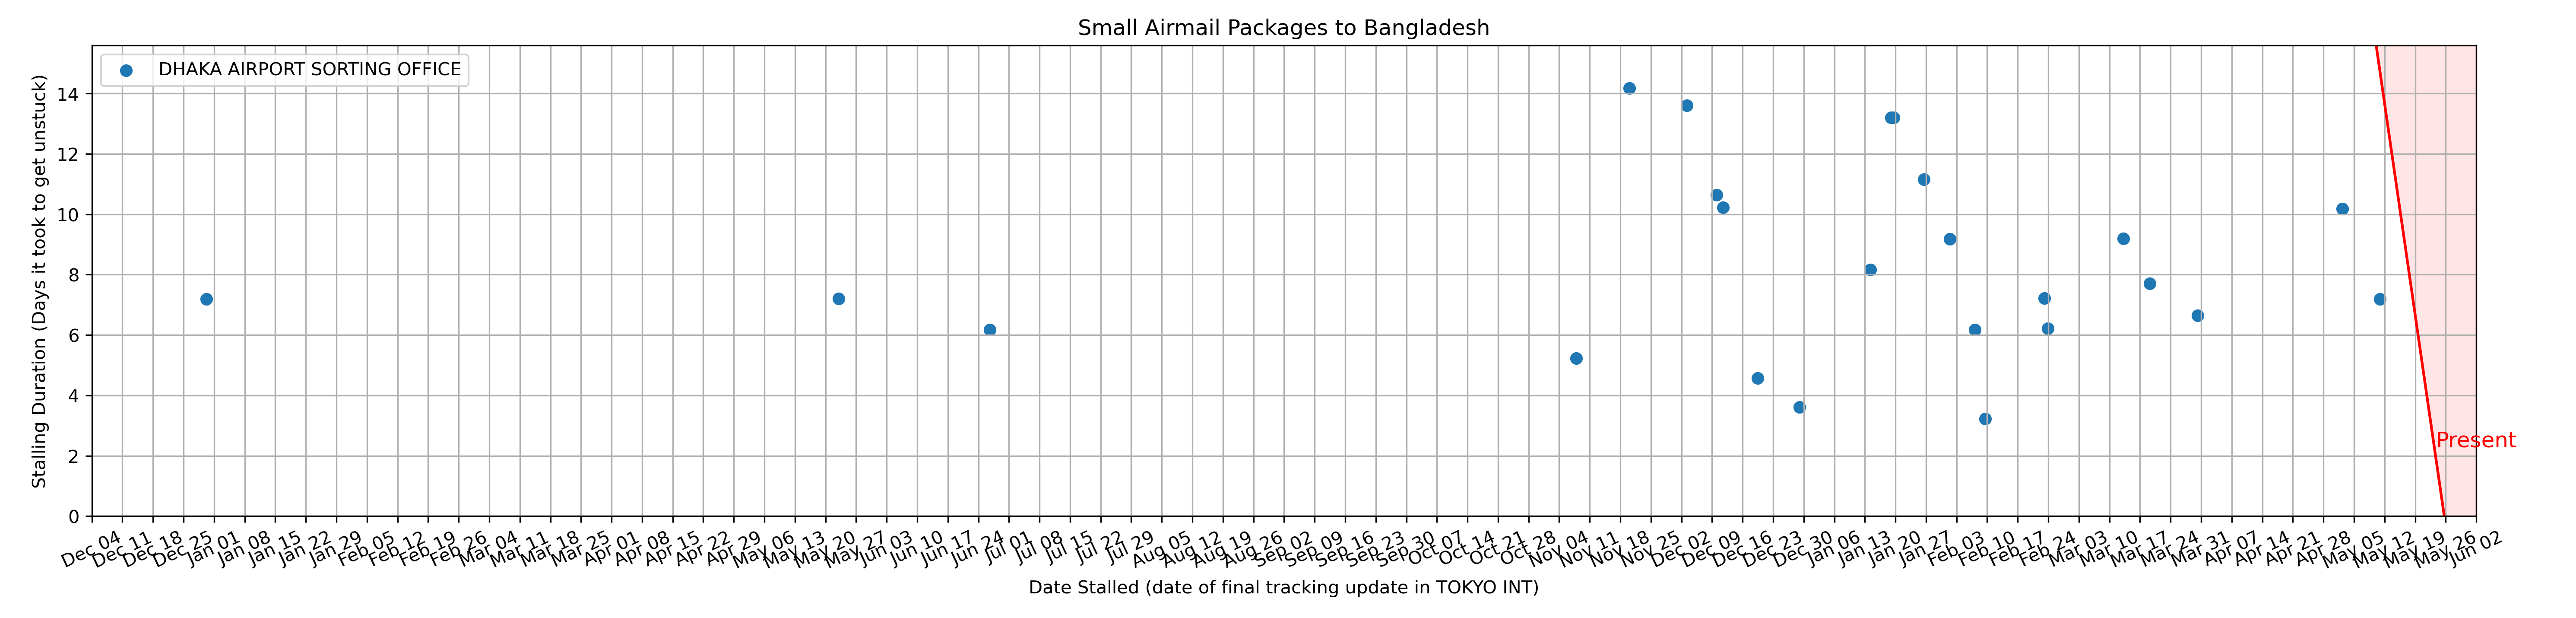 Small Airmail Packages to Bangladesh
DHAKA AIRPORT SORTING OFFICE
Stalling Duration (Days it took to get unstuck)
14
12
10
8
6
4
2
0
Present
Dec 04
Dec 11
Dec 18
Dec 25
Jan 01
Jan 08
Jan 15
Jan 22
Jan 29
Feb 05
Feb 12
Feb 19
Feb 26
Mar 04
Mar 11
Mar 18
Mar 25
Apr 01
Apr 08
Apr 15
Apr 22
Apr 29
May 06
May 13
May 20
May 27
Jun 03
Jun 10
Jun 17
Jun 24
Jul 01
Jul 08
Jul 15
Jul 22
Jul 29
Aug 05
Aug 12
Aug 19
Aug 26
Sep 02
Sep 09
Sep 16
Sep 23
Sep 30
Oct 07
Oct 14
Oct 21
Oct 28
Nov 04
Nov 11
Nov 18
Nov 25
Dec 02
Dec 09
Dec 16
Dec 23
Dec 30
Jan 06
Jan 13
Jan 20
Jan 27
Feb 03
Feb 10
Feb 17
Feb 24
Mar 03
Mar 10
Mar 17
Mar 24
Mar 31
Apr 07
Apr 14
Apr 21
Apr 28
May 05
May 12
May 19
May 26
Jun 02
Date Stalled (date of final tracking update in TOKYO INT)